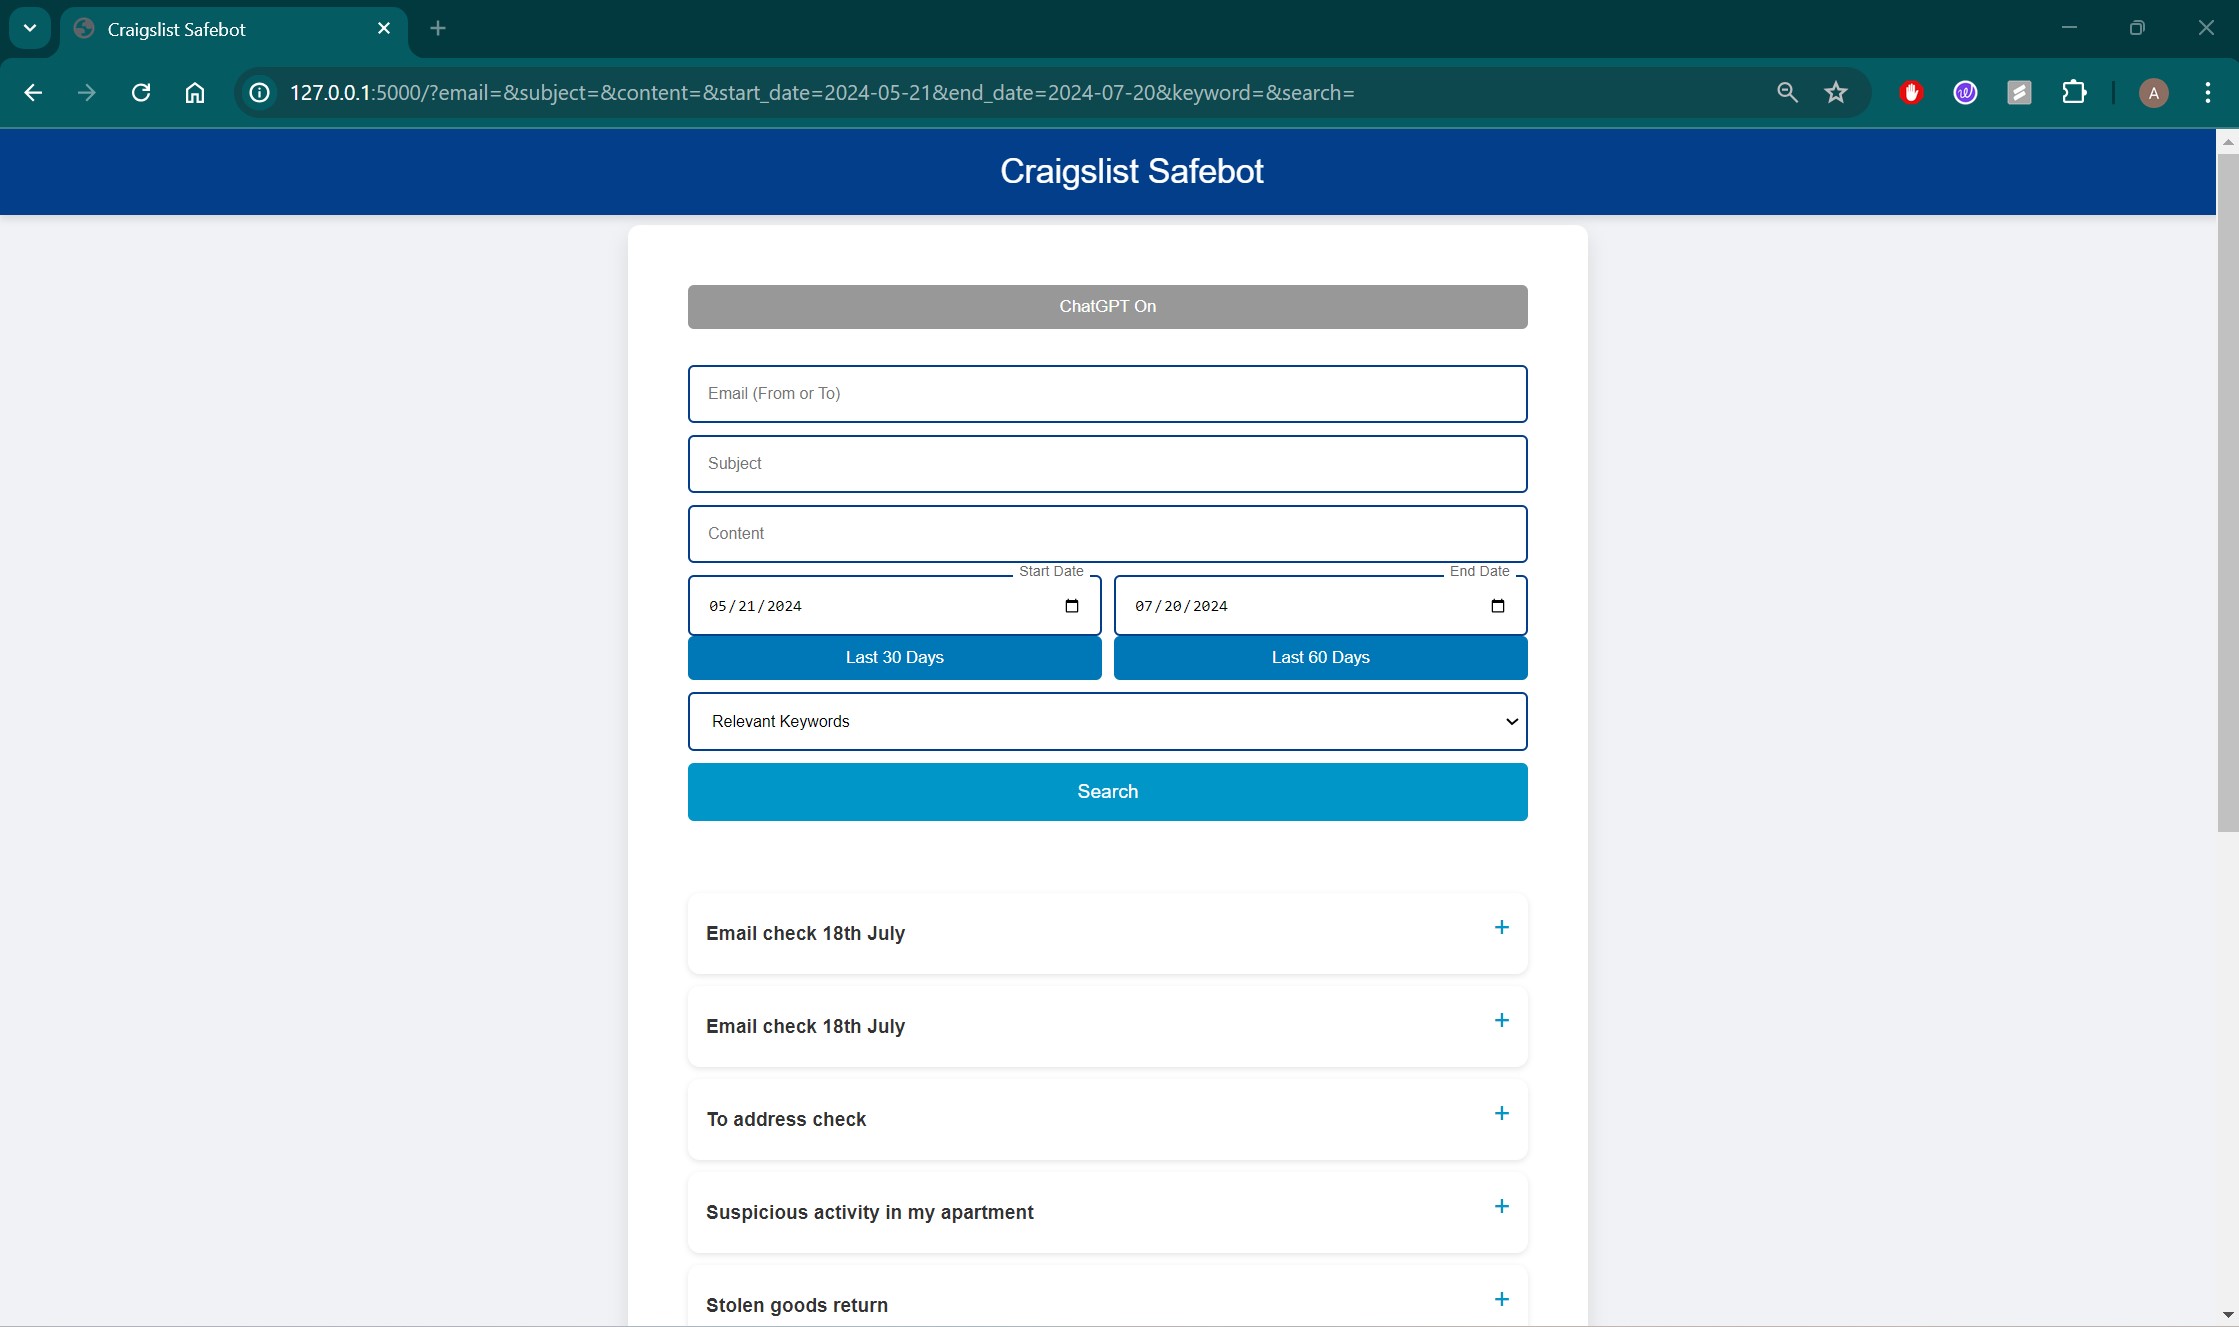 Craigslist Safebot
127.0.0.1:5000/?email=&subject=&content=&start_date=2024-05-21&end_date=2024-07-20&keyword=&search=
A
Craigslist Safebot
ChatGPT On
Email (From or To)
Subject
Content
Start Date
End Date
05/21/2024
07/20/2024
Last 30 Days
Last 60 Days
Relevant Keywords
Search
Email check 18th July
Email check 18th July
To address check
Suspicious activity in my apartment
Stolen goods return